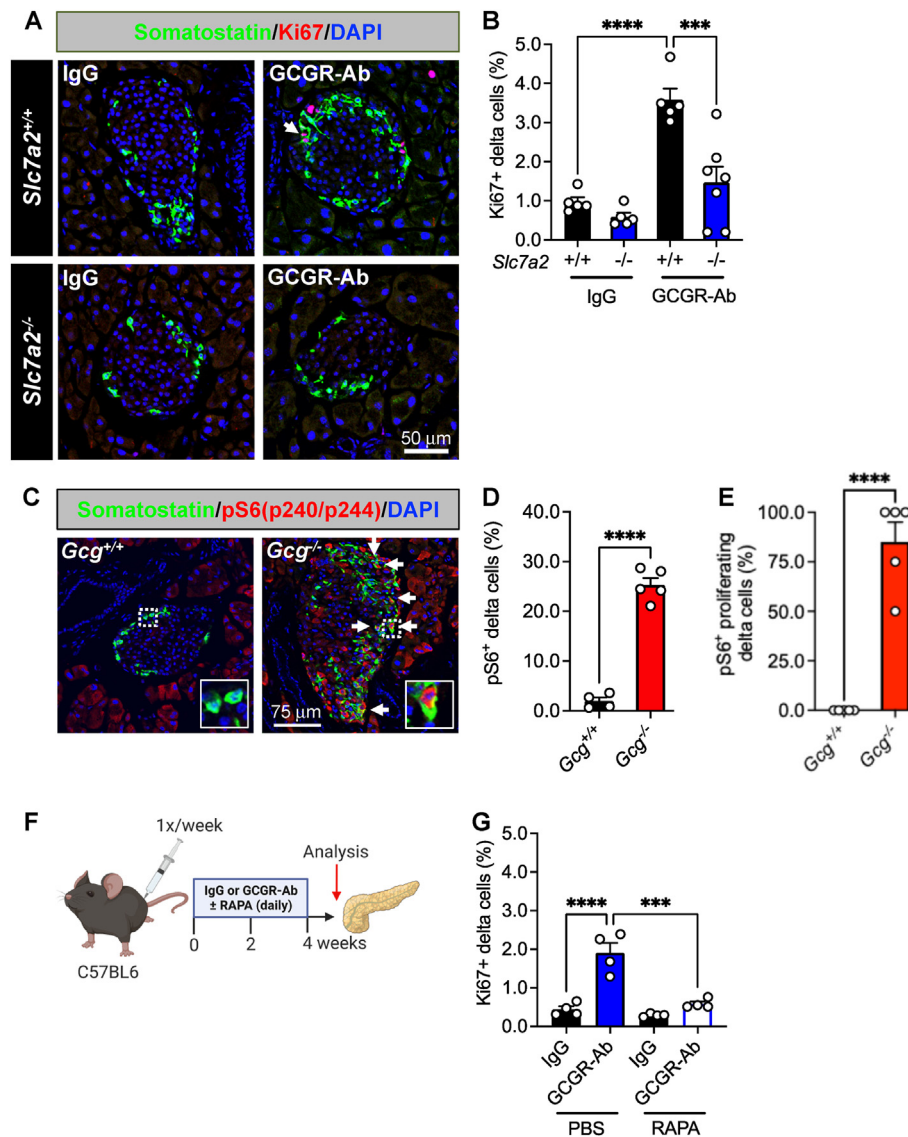 A
Somatostatin/Ki67/DAPI
IgG
GCGR-Ab
Slc7a2+/+
IgG
GCGR-Ab
Slc7a2-/-
50 μm
B
Ki67+ delta cells (%)
5.0
4.0
3.0
2.0
1.0
0.0
**** ***
Slc7a2 +/+ -/- +/+ -/-
IgG GCGR-Ab
C
Somatostatin/pS6(p240/p244)/DAPI
Gcg+/+
Gcg-/-
75 μm
D
pS6+ delta cells (%)
40.0
30.0
20.0
10.0
0.0
****
Gcg+/+
Gcg-/-
E
pS6+ proliferating
delta cells (%)
100.0
75.0
50.0
25.0
0.0
****
Gcg+/+
Gcg-/-
F
1x/week
Analysis
IgG or GCGR-Ab
± RAPA (daily)
0 2 4 weeks
C57BL6
G
Ki67+ delta cells (%)
5.0
4.0
3.0
2.0
1.0
0.0
**** ***
IgG
GCGR-Ab
IgG
GCGR-Ab
PBS RAPA